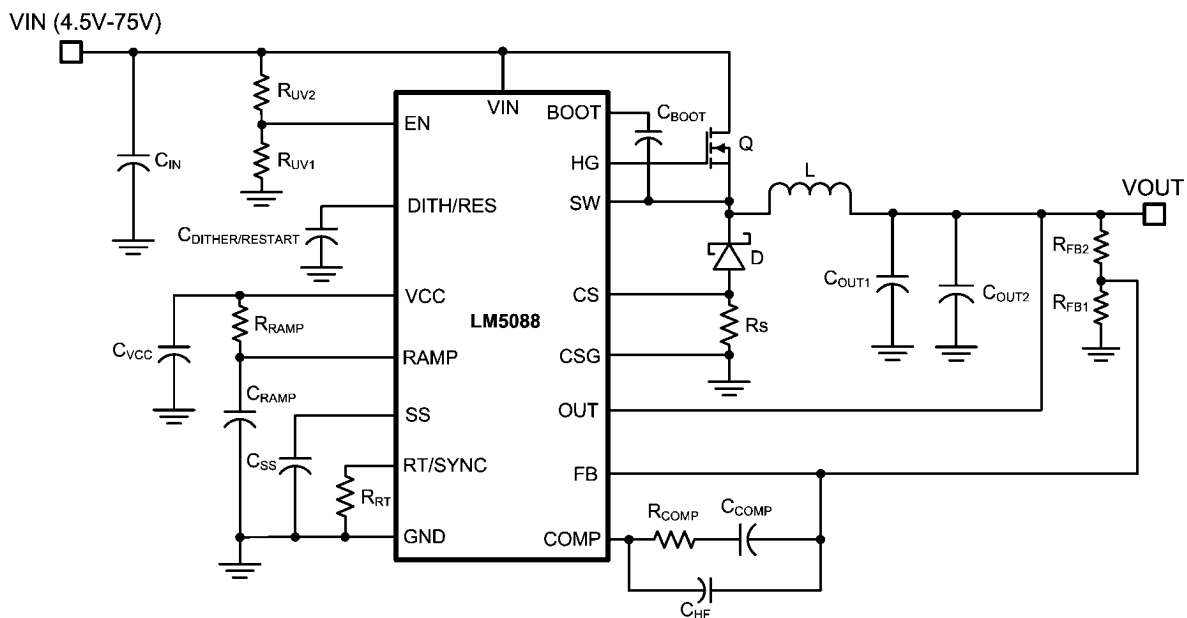 VIN (4.5V-75V)
CIN
RUV2
RUV1
EN
VIN
BOOT
CBOOT
HG
Q
SW
L
VOUT
DITH/RES
CDITHER/RESTART
D
RFB2
COUT1
COUT2
RFB1
VCC
LM5088
CS
RS
CVCC
RRAMP
RAMP
CSG
CRAMP
SS
OUT
CSS
RT/SYNC
FB
RRT
GND
COMP
RCOMP
CCOMP
CHF